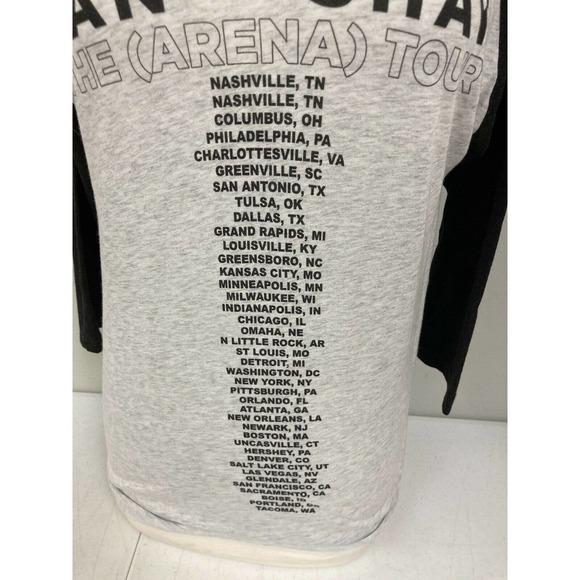 THE (ARENA) TOUR
NASHVILLE, TN
NASHVILLE, TN
COLUMBUS, OH
PHILADELPHIA, PA
CHARLOTTESVILLE, VA
GREENVILLE, SC
SAN ANTONIO, TX
TULSA, OK
DALLAS, TX
GRAND RAPIDS, MI
LOUISVILLE, KY
GREENSBORO, NC
KANSAS CITY, MO
MINNEAPOLIS, MN
MILWAUKEE, WI
INDIANAPOLIS, IN
CHICAGO, IL
OMAHA, NE
N LITTLE ROCK, AR
ST LOUIS, MO
DETROIT, MI
WASHINGTON, DC
NEW YORK, NY
PITTSBURGH, PA
ORLANDO, FL
ATLANTA, GA
NEW ORLEANS, LA
NEWARK, NJ
BOSTON, MA
UNCASVILLE, CT
HERSHEY, PA
DENVER, CO
SALT LAKE CITY, UT
LAS VEGAS, NV
GLENDALE, AZ
SAN FRANCISCO, CA
SACRAMENTO, CA
BOISE, ID
PORTLAND, OR
TACOMA, WA